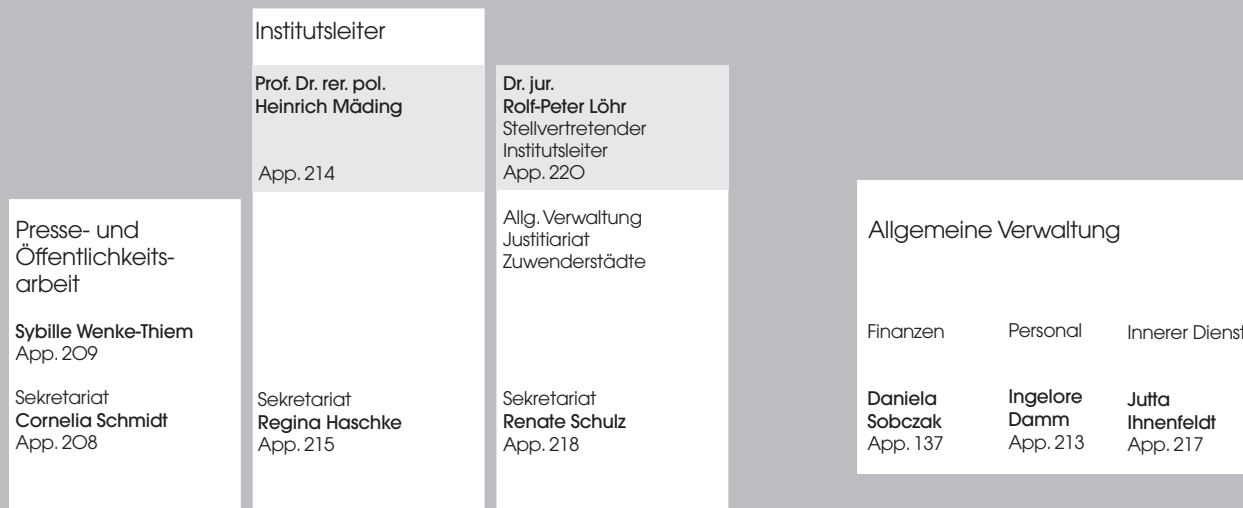 Institutsleiter
Prof. Dr. rer. pol.
Heinrich Mäding
App. 214
Sekretariat
Regina Haschke
App. 215
Dr. jur.
Rolf-Peter Löhr
Stellvertretender
Institutsleiter
App. 220
Allg. Verwaltung
Justitiariat
Zuwenderstädte
Sekretariat
Renate Schulz
App. 218
Presse- und
Öffentlichkeits-
arbeit
Sybille Wenke-Thiem
App. 209
Sekretariat
Cornelia Schmidt
App. 208
Allgemeine Verwaltung
Finanzen
Daniela
Sobczak
App. 137
Personal
Ingelore
Damm
App. 213
Innerer Dienst
Jutta
Ihnenfeldt
App. 217